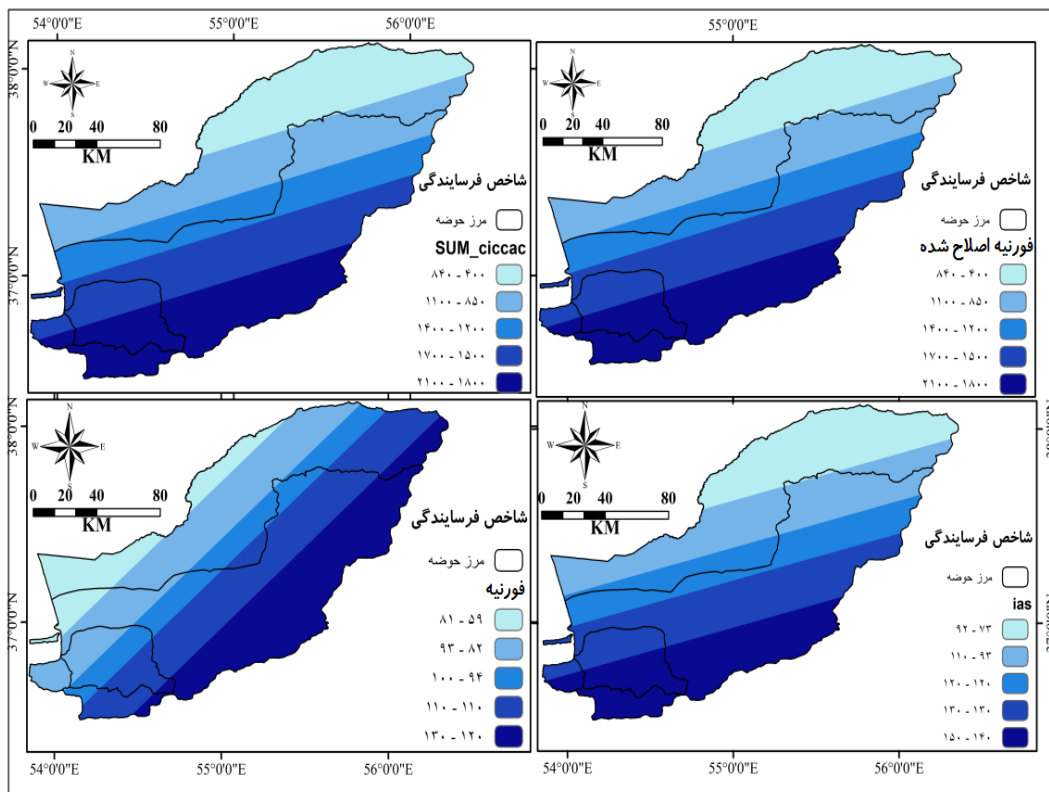 54°0'0"E
55°0'0"E
56°0'0"E
55°0'0"E
38°0'0"N
37°0'0"N
N
W
E
S
0 20 40 80
KM
شاخص فرسایندگی
مرز حوضه
SUM_ciccac
۸۴۰ - ۴۰۰
۱۱۰۰ - ۸۵۰
۱۴۰۰ - ۱۲۰۰
۱۷۰۰ - ۱۵۰۰
۲۱۰۰ - ۱۸۰۰
N
W
E
S
0 20 40 80
KM
شاخص فرسایندگی
مرز حوضه
فورنیه اصلاح شده
۸۴۰ - ۴۰۰
۱۱۰۰ - ۸۵۰
۱۴۰۰ - ۱۲۰۰
۱۷۰۰ - ۱۵۰۰
۲۱۰۰ - ۱۸۰۰
38°0'0"N
37°0'0"N
N
W
E
S
0 20 40 80
KM
شاخص فرسایندگی
مرز حوضه
فورنیه
۸۱ - ۵۹
۹۳ - ۸۲
۱۰۰ - ۹۴
۱۱۰ - ۱۱۰
۱۳۰ - ۱۲۰
N
W
E
S
0 20 40 80
KM
شاخص فرسایندگی
مرز حوضه
ias
۹۲ - ۷۳
۱۱۰ - ۹۳
۱۲۰ - ۱۲۰
۱۳۰ - ۱۳۰
۱۵۰ - ۱۴۰
54°0'0"E
55°0'0"E
56°0'0"E
54°0'0"E
55°0'0"E
56°0'0"E